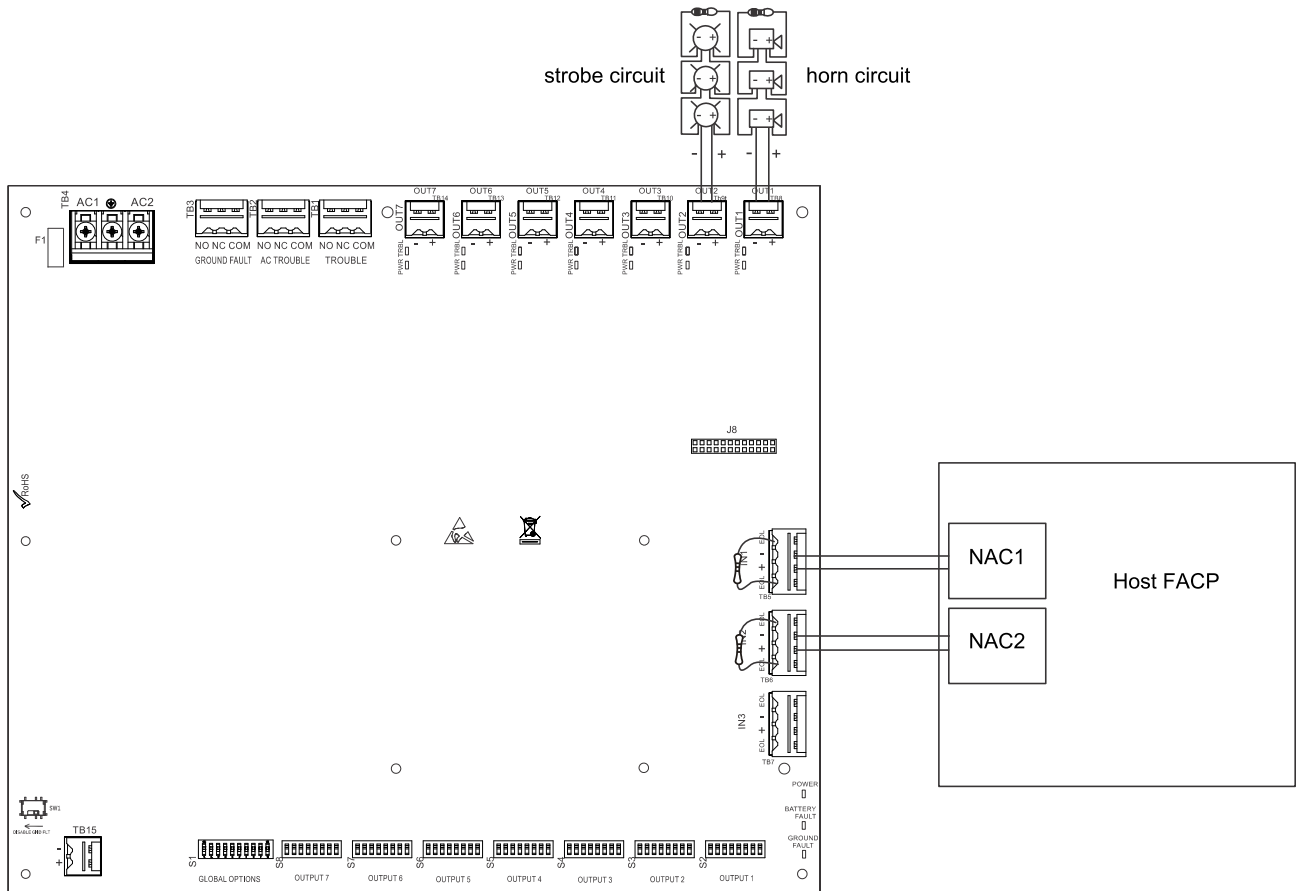 strobe circuit
horn circuit
- +
- +
TB4
AC1 AC2
F1
TB3
NO NC COM
GROUND FAULT
TB2
NO NC COM
AC TROUBLE
TB1
NO NC COM
TROUBLE
OUT7
TB14
OUT7
- +
PWR TRBL
OUT6
TB13
OUT6
- +
PWR TRBL
OUT5
TB12
OUT5
- +
PWR TRBL
OUT4
TB11
OUT4
- +
PWR TRBL
OUT3
TB10
OUT3
- +
PWR TRBL
OUT2
Tb9t
OUT2
- +
PWR TRBL
OUT1
TB8
OUT1
- +
PWR TRBL
J8
RoHS
EOL - + EOL
IN1
TB5
EOL - + EOL
IN2
TB6
EOL - + EOL
IN3
TB7
NAC1
NAC2
Host FACP
POWER
BATTERY
FAULT
GROUND
FAULT
SW1
DISABLE GND FLT
TB15
- +
S1
GLOBAL OPTIONS
S8
OUTPUT 7
S7
OUTPUT 6
S6
OUTPUT 5
S5
OUTPUT 4
S4
OUTPUT 3
S3
OUTPUT 2
S2
OUTPUT 1